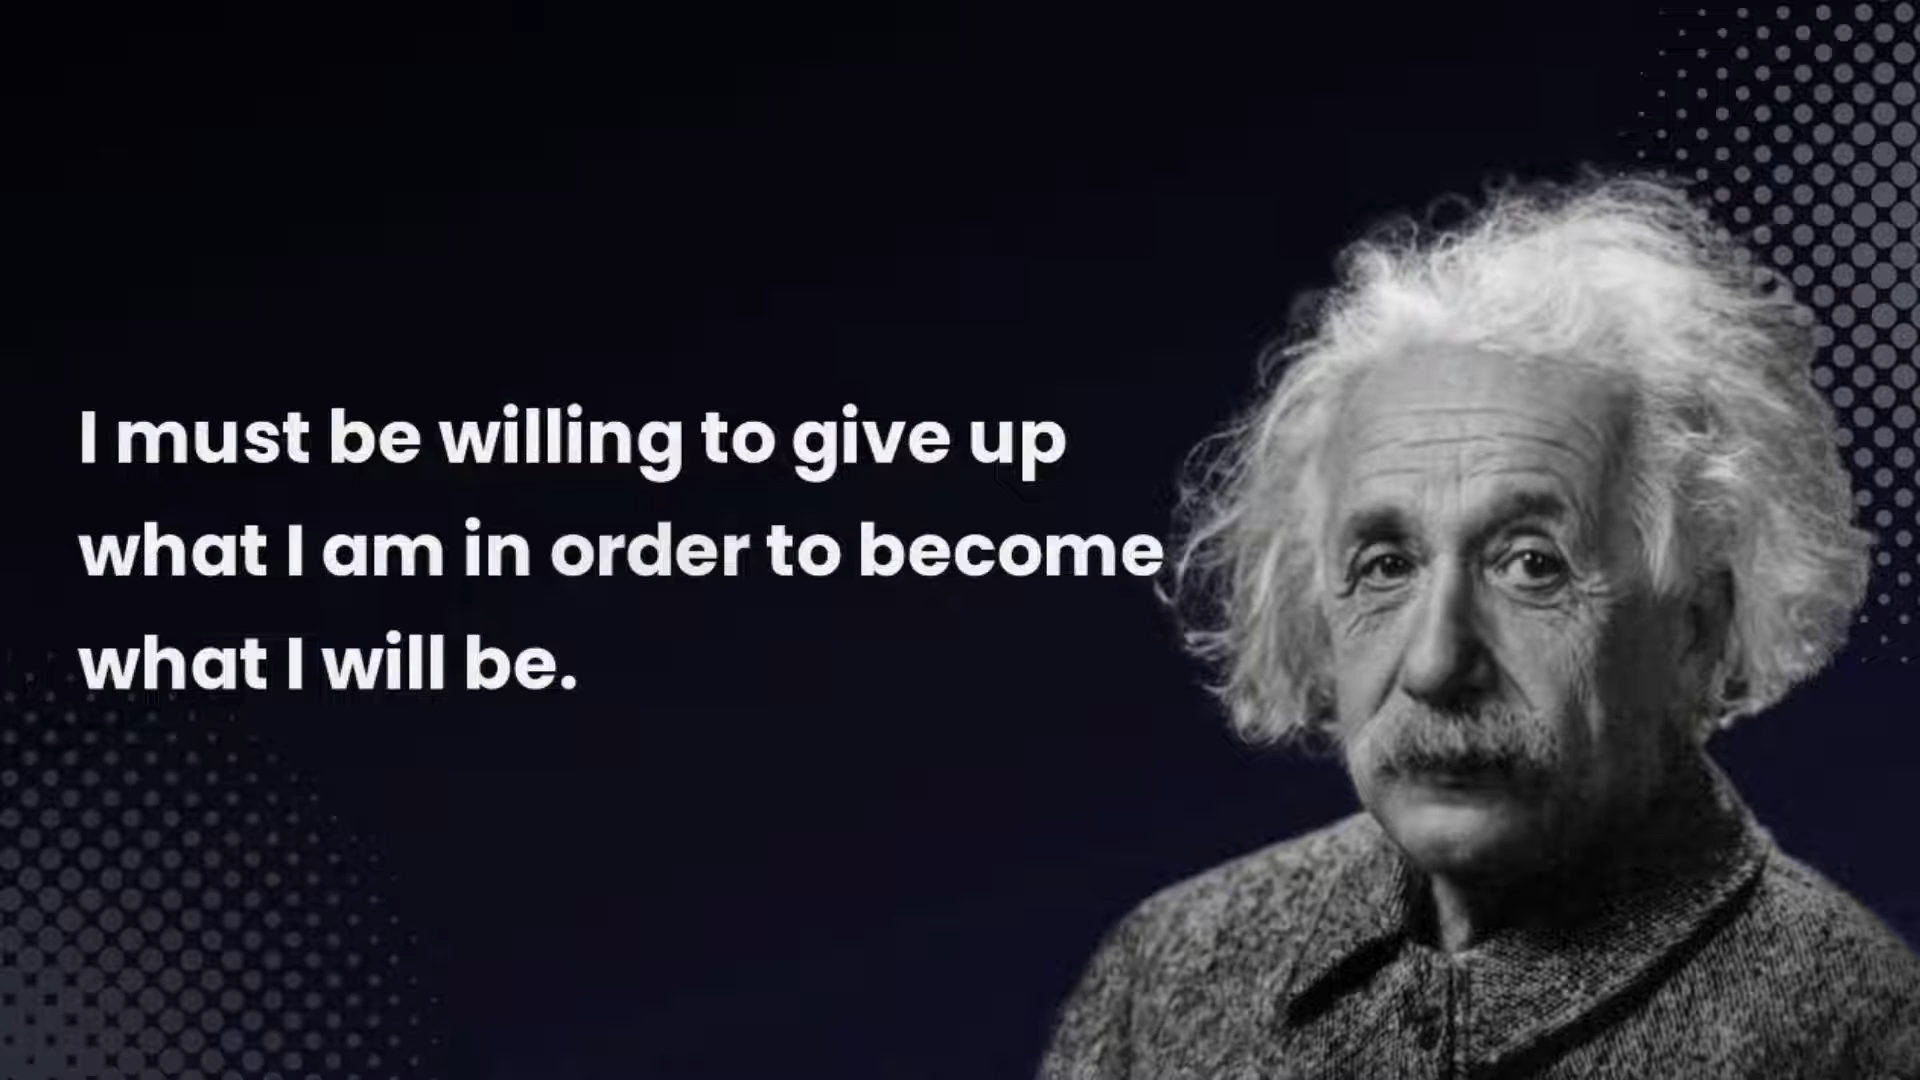 I must be willing to give up
what I am in order to become
what I will be.